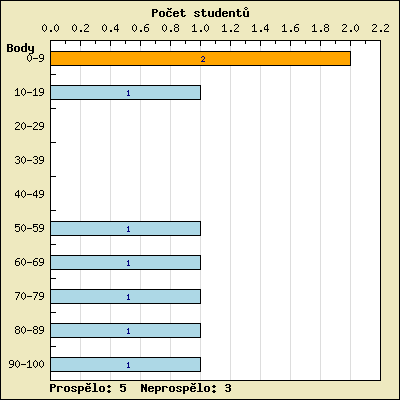 Počet studentů
0.0 0.2 0.4 0.6 0.8 1.0 1.2 1.4 1.6 1.8 2.0 2.2
Body
0-9 2
10-19 1
20-29
30-39
40-49
50-59 1
60-69 1
70-79 1
80-89 1
90-100 1
Prospělo: 5 Neprospělo: 3